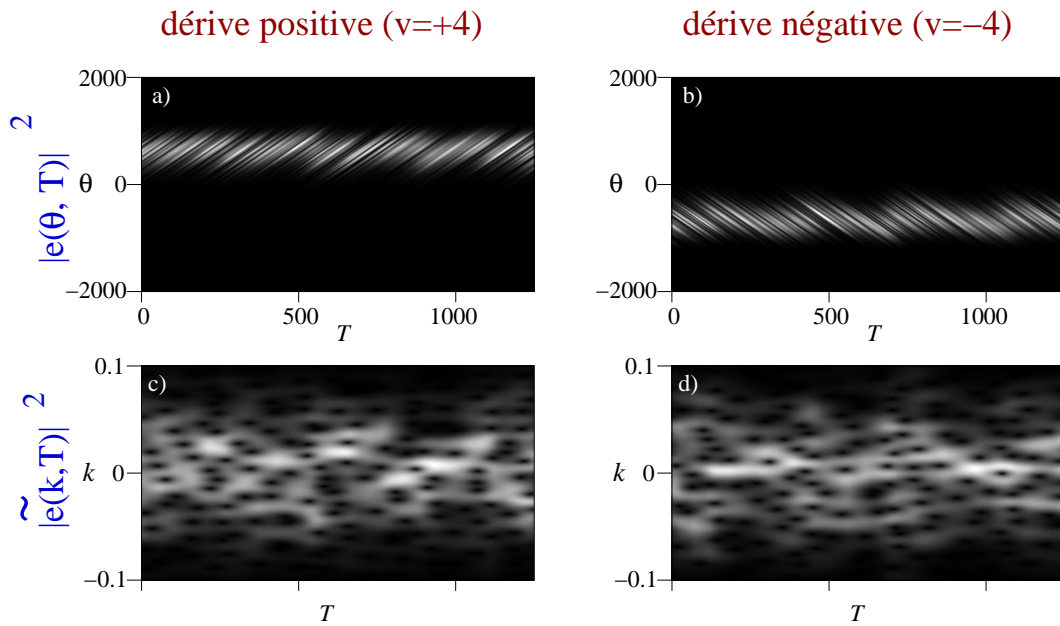 dérive positive (v=+4)
dérive négative (v=−4)
|e(θ, T)|²
2000
θ 0
−2000
a)
0 500 1000
T
θ
2000
0
−2000
b)
0 500 1000
T
|ẽ(k,T)|²
0.1
k 0
−0.1
c)
T
0.1
k 0
−0.1
d)
T